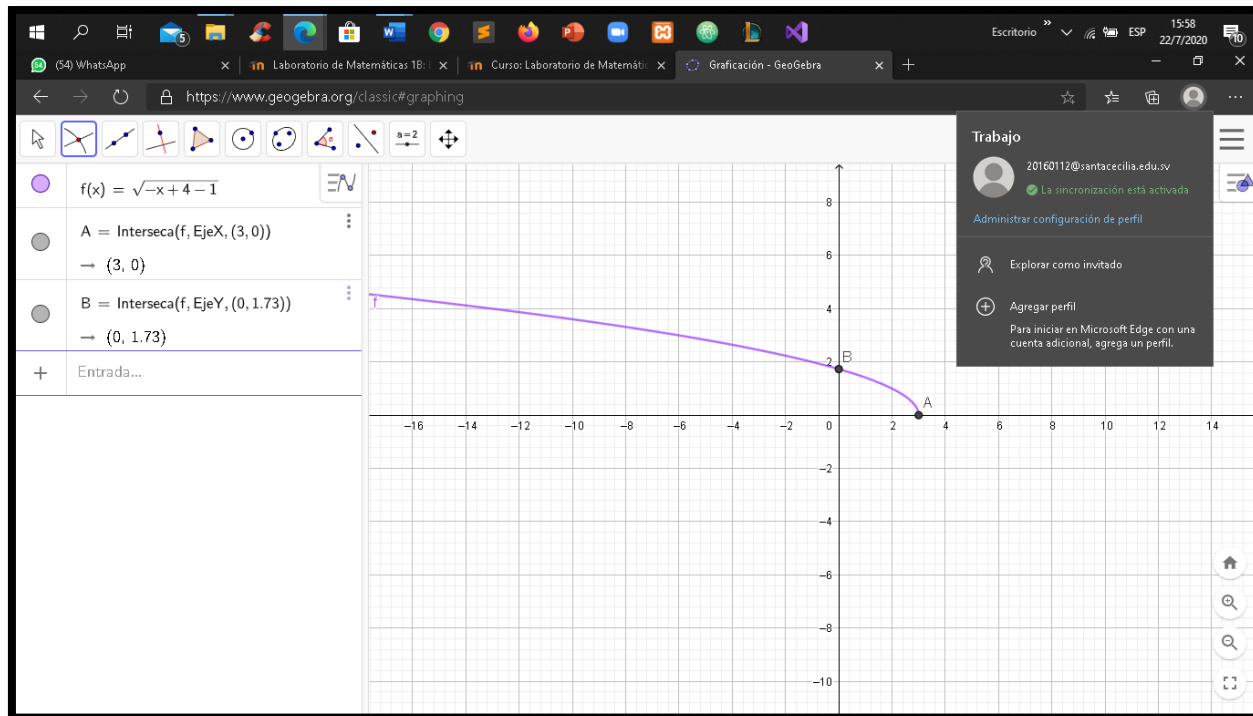 5
Escritorio
»
ESP
15:58
22/7/2020
10
54
(54) WhatsApp
Laboratorio de Matemáticas 1B: 
Curso: Laboratorio de Matemátic
Graficación - GeoGebra
https://www.geogebra.org/classic#graphing
a = 2
f(x) = √−x + 4 − 1
A = Interseca(f, EjeX, (3, 0))
→ (3, 0)
B = Interseca(f, EjeY, (0, 1.73))
→ (0, 1.73)
Entrada...
Trabajo
20160112@santacecilia.edu.sv
La sincronización está activada
Administrar configuración de perfil
Explorar como invitado
Agregar perfil
Para iniciar en Microsoft Edge con una
cuenta adicional, agrega un perfil.
8
6
4
2
f
B
A
−16 −14 −12 −10 −8 −6 −4 −2 0 2 4 6 8 10 12 14
−2
−4
−6
−8
−10